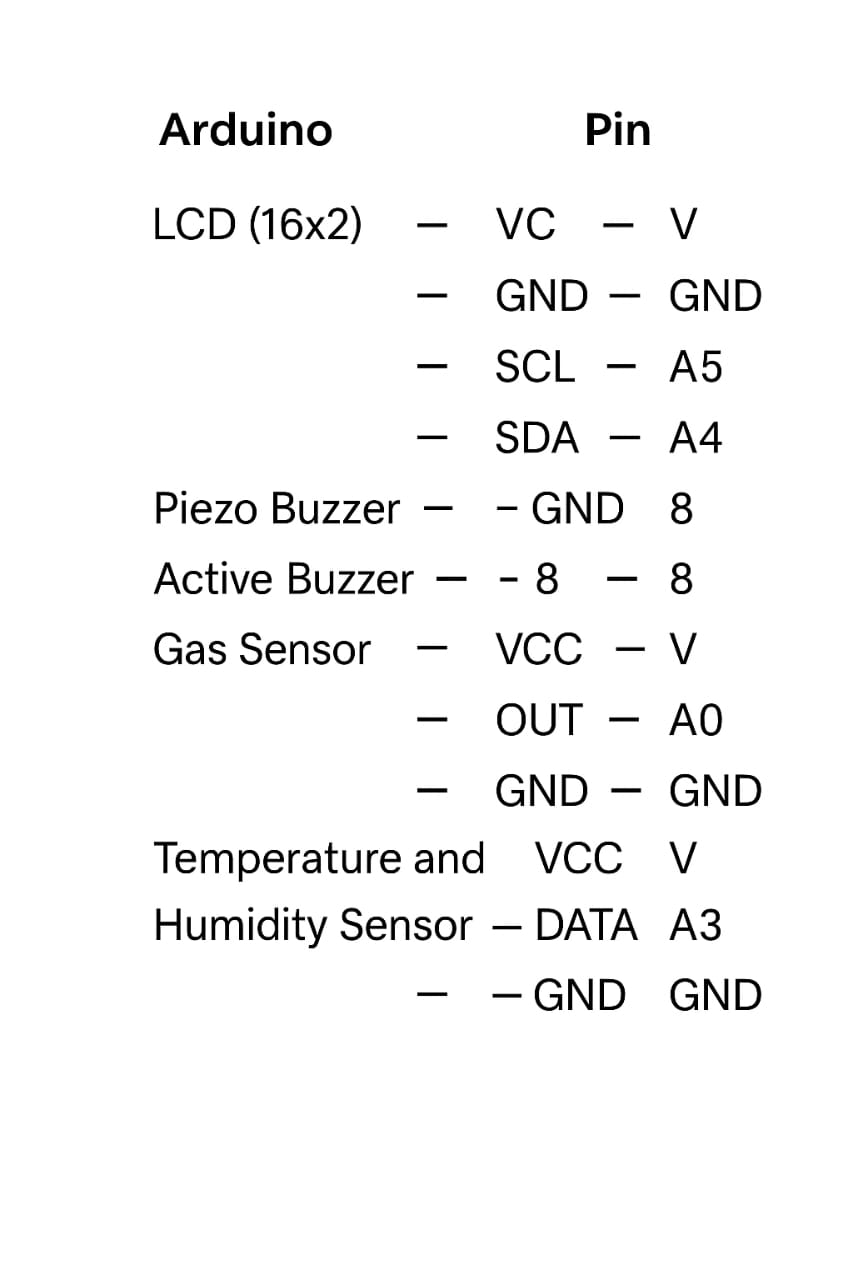 Arduino Pin
LCD (16x2) – VC – V
– GND – GND
– SCL – A5
– SDA – A4
Piezo Buzzer – – GND 8
Active Buzzer – - 8 – 8
Gas Sensor – VCC – V
– OUT – A0
– GND – GND
Temperature and VCC V
Humidity Sensor – DATA A3
– – GND GND